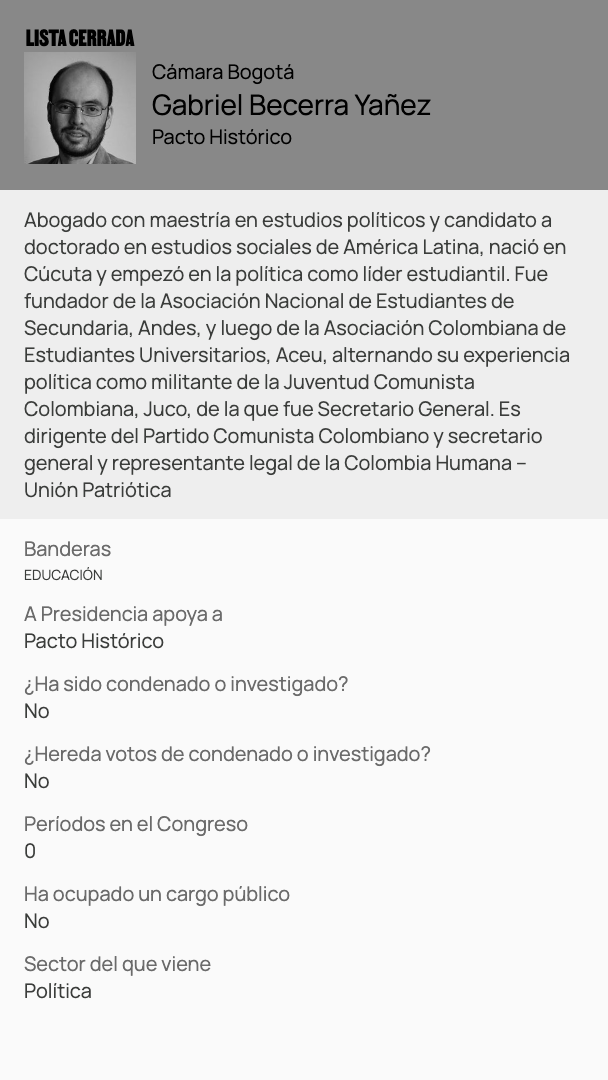 LISTA CERRADA
Cámara Bogotá
Gabriel Becerra Yañez
Pacto Histórico
Abogado con maestría en estudios políticos y candidato a
doctorado en estudios sociales de América Latina, nació en
Cúcuta y empezó en la política como líder estudiantil. Fue
fundador de la Asociación Nacional de Estudiantes de
Secundaria, Andes, y luego de la Asociación Colombiana de
Estudiantes Universitarios, Aceu, alternando su experiencia
política como militante de la Juventud Comunista
Colombiana, Juco, de la que fue Secretario General. Es
dirigente del Partido Comunista Colombiano y secretario
general y representante legal de la Colombia Humana –
Unión Patriótica
Banderas
EDUCACIÓN
A Presidencia apoya a
Pacto Histórico
¿Ha sido condenado o investigado?
No
¿Hereda votos de condenado o investigado?
No
Períodos en el Congreso
0
Ha ocupado un cargo público
No
Sector del que viene
Política